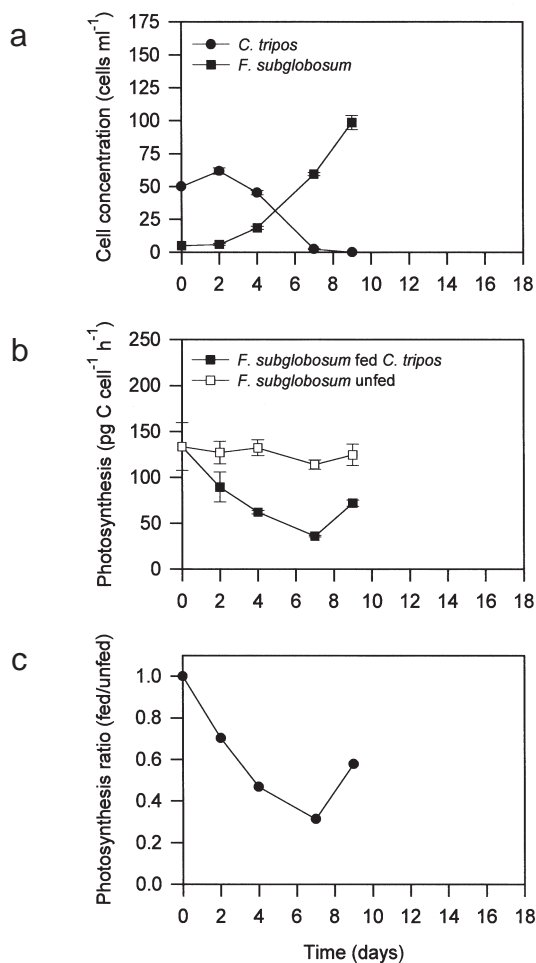 a
Cell concentration (cells ml⁻¹)
175
150
125
100
75
50
25
0
C. tripos
F. subglobosum
0 2 4 6 8 10 12 14 16 18
b
Photosynthesis (pg C cell⁻¹ h⁻¹)
250
200
150
100
50
0
F. subglobosum fed C. tripos
F. subglobosum unfed
0 2 4 6 8 10 12 14 16 18
c
Photosynthesis ratio (fed/unfed)
1.0
0.8
0.6
0.4
0.2
0.0
0 2 4 6 8 10 12 14 16 18
Time (days)